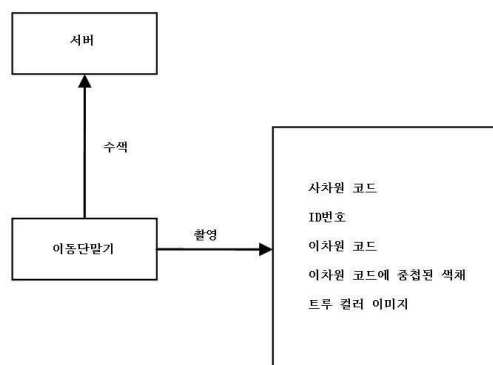 서버
수색
이동단말기
촬영
사차원 코드
ID번호
이차원 코드
이차원 코드에 중첩된 색채
트루 컬러 이미지